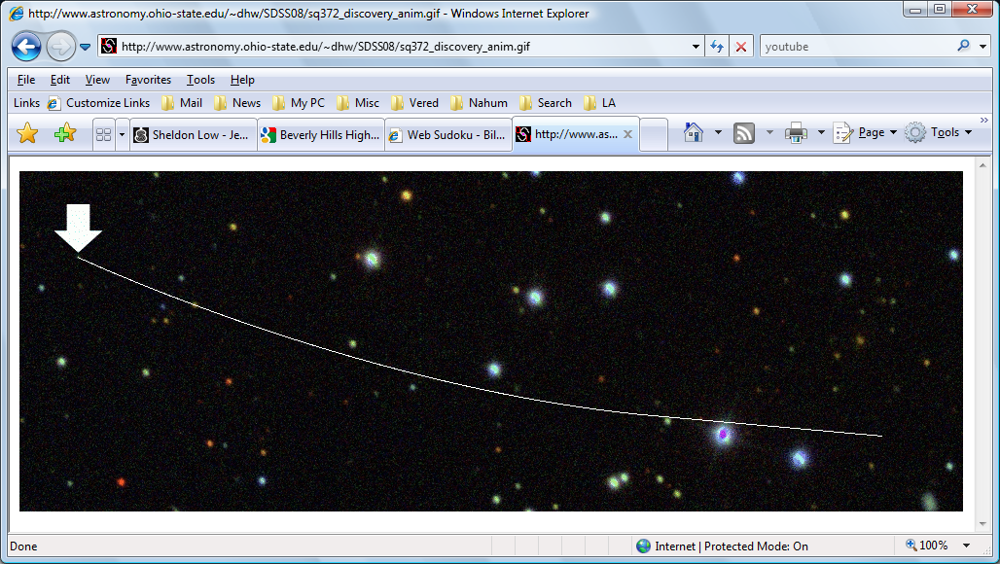 http://www.astronomy.ohio-state.edu/~dhw/SDSS08/sq372_discovery_anim.gif - Windows Internet Explorer
http://www.astronomy.ohio-state.edu/~dhw/SDSS08/sq372_discovery_anim.gif youtube
File Edit View Favorites Tools Help
Links Customize Links Mail News My PC Misc Vered Nahum Search LA
Sheldon Low - Je... Beverly Hills High... Web Sudoku - Bil... http://www.as... Page Tools
Done Internet | Protected Mode: On 100%